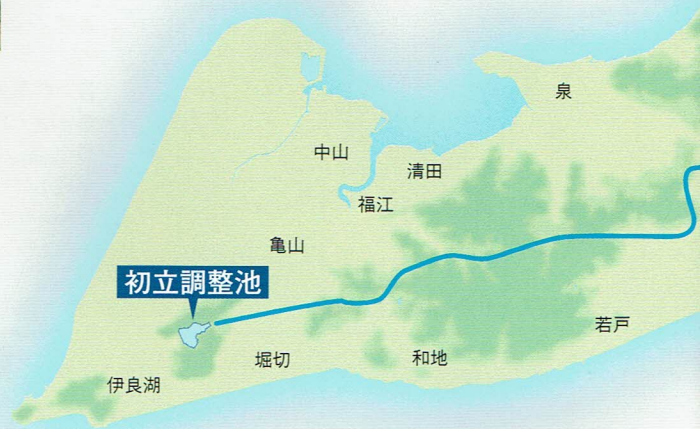 泉
中山
清田
福江
亀山
初立調整池
若戸
堀切
和地
伊良湖